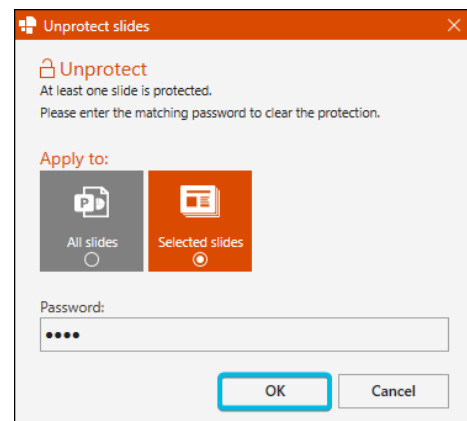 Unprotect slides
Unprotect
At least one slide is protected.
Please enter the matching password to clear the protection.
Apply to:
All slides
Selected slides
Password:
••••
OK
Cancel